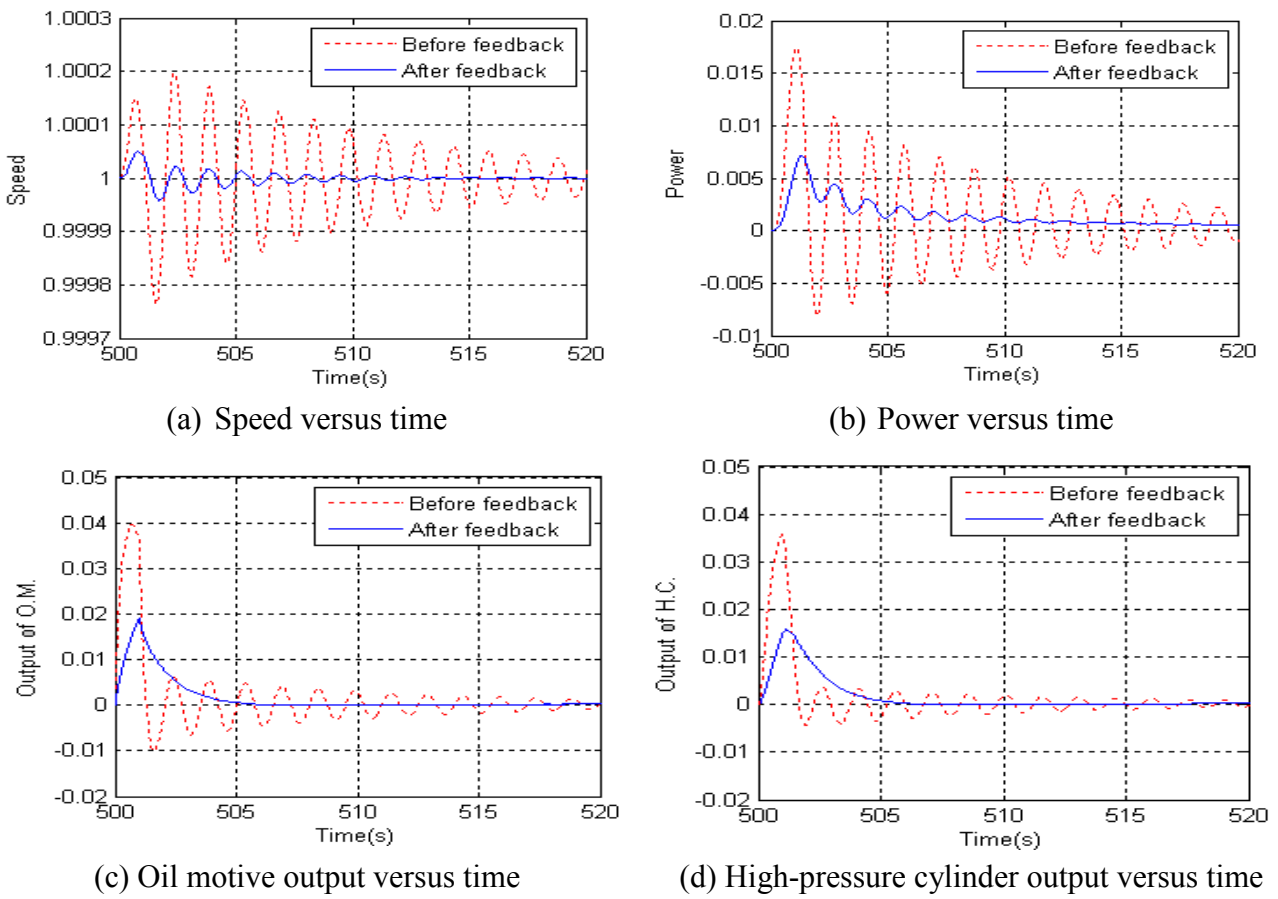 1.0003
1.0002
1.0001
1
0.9999
0.9998
0.9997
Speed
Before feedback
After feedback
500 505 510 515 520
Time(s)
(a) Speed versus time
0.02
0.015
0.01
0.005
0
-0.005
-0.01
Power
Before feedback
After feedback
500 505 510 515 520
Time(s)
(b) Power versus time
0.05
0.04
0.03
0.02
0.01
0
-0.01
-0.02
Output of O.M.
Before feedback
After feedback
500 505 510 515 520
Time(s)
(c) Oil motive output versus time
0.05
0.04
0.03
0.02
0.01
0
-0.01
-0.02
Output of H.C.
Before feedback
After feedback
500 505 510 515 520
Time(s)
(d) High-pressure cylinder output versus time